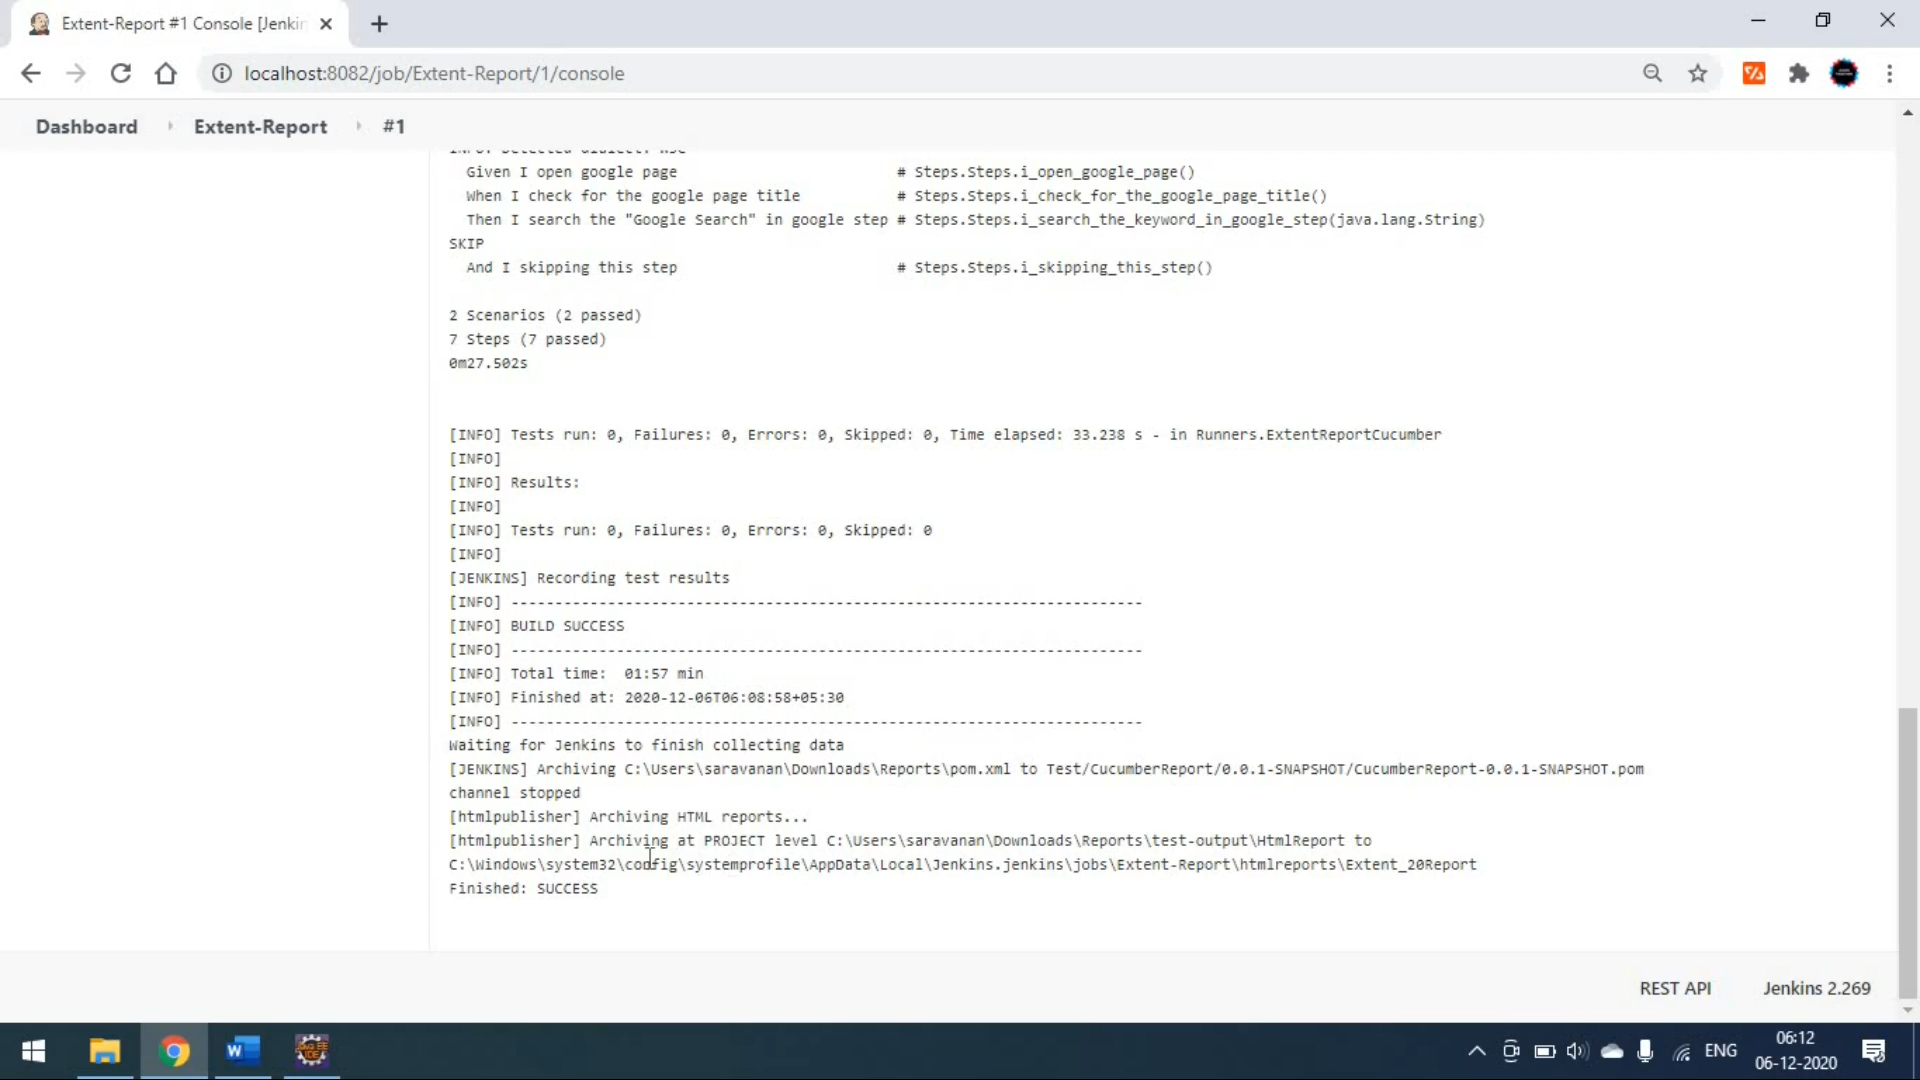 Extent-Report #1 Console [Jenkin
localhost:8082/job/Extent-Report/1/console
Dashboard Extent-Report #1
INFO: Detected dialect: W3C
Given I open google page # Steps.Steps.i_open_google_page()
When I check for the google page title # Steps.Steps.i_check_for_the_google_page_title()
Then I search the "Google Search" in google step # Steps.Steps.i_search_the_keyword_in_google_step(java.lang.String)
SKIP
And I skipping this step # Steps.Steps.i_skipping_this_step()
2 Scenarios (2 passed)
7 Steps (7 passed)
0m27.502s
[INFO] Tests run: 0, Failures: 0, Errors: 0, Skipped: 0, Time elapsed: 33.238 s - in Runners.ExtentReportCucumber
[INFO]
[INFO] Results:
[INFO]
[INFO] Tests run: 0, Failures: 0, Errors: 0, Skipped: 0
[INFO]
[JENKINS] Recording test results
[INFO] ------------------------------------------------------------------------
[INFO] BUILD SUCCESS
[INFO] ------------------------------------------------------------------------
[INFO] Total time:  01:57 min
[INFO] Finished at: 2020-12-06T06:08:58+05:30
[INFO] ------------------------------------------------------------------------
Waiting for Jenkins to finish collecting data
[JENKINS] Archiving C:\Users\saravanan\Downloads\Reports\pom.xml to Test/CucumberReport/0.0.1-SNAPSHOT/CucumberReport-0.0.1-SNAPSHOT.pom
channel stopped
[htmlpublisher] Archiving HTML reports...
[htmlpublisher] Archiving at PROJECT level C:\Users\saravanan\Downloads\Reports\test-output\HtmlReport to
C:\Windows\system32\config\systemprofile\AppData\Local\Jenkins.jenkins\jobs\Extent-Report\htmlreports\Extent_20Report
Finished: SUCCESS
REST API Jenkins 2.269
ENG
06:12
06-12-2020